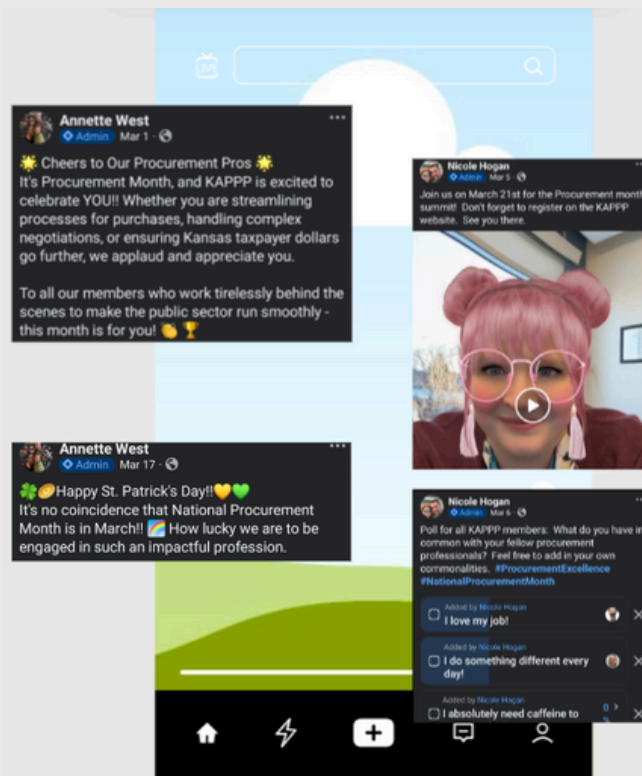 LIVE
Annette West
Admin Mar 1 ·
🌟 Cheers to Our Procurement Pros 🌟
It's Procurement Month, and KAPPP is excited to
celebrate YOU!! Whether you are streamlining
processes for purchases, handling complex
negotiations, or ensuring Kansas taxpayer dollars
go further, we applaud and appreciate you.
To all our members who work tirelessly behind the
scenes to make the public sector run smoothly -
this month is for you! 👏 🏆
Annette West
Admin Mar 17 ·
🍀🪙Happy St. Patrick's Day!!💛💚
It's no coincidence that National Procurement
Month is in March!! 🌈 How lucky we are to be
engaged in such an impactful profession.
Nicole Hogan
Admin Mar 5 ·
Join us on March 21st for the Procurement month
summit! Don't forget to register on the KAPPP
website. See you there.
Nicole Hogan
Admin Mar 6 ·
Poll for all KAPPP members: What do you have in
common with your fellow procurement
professionals? Feel free to add in your own
commonalities. #ProcurementExcellence
#NationalProcurementMonth
Added by Nicole Hogan
I love my job!
Added by Nicole Hogan
I do something different every
day!
Added by Nicole Hogan
I absolutely need caffeine to
0
%